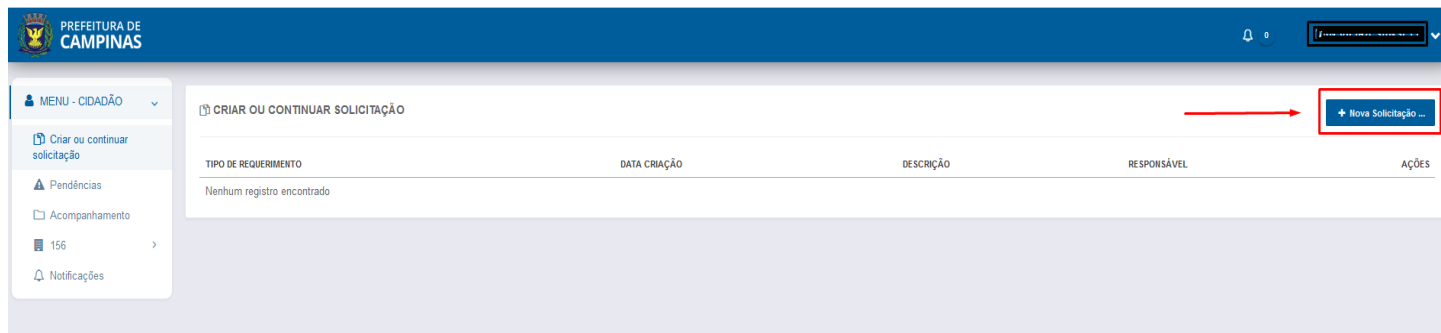 PREFEITURA DE
CAMPINAS
0
MENU - CIDADÃO
Criar ou continuar
solicitação
Pendências
Acompanhamento
156
Notificações
CRIAR OU CONTINUAR SOLICITAÇÃO
+ Nova Solicitação ...
TIPO DE REQUERIMENTO DATA CRIAÇÃO DESCRIÇÃO RESPONSÁVEL AÇÕES
Nenhum registro encontrado